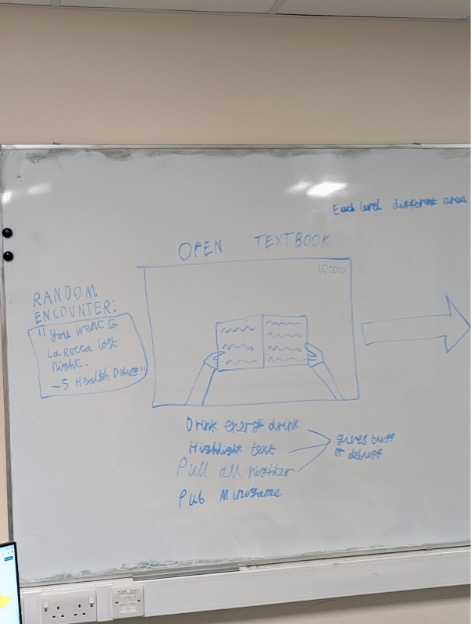 Each level different areas
OPEN TEXTBOOK
10:00
RANDOM
ENCOUNTER:
"You went to
La Rocca last
Night.
-5 Health Points"
Drink energy drink
Highlight text
Pull all nighter
gives buff
or debuff
Pub Minigame